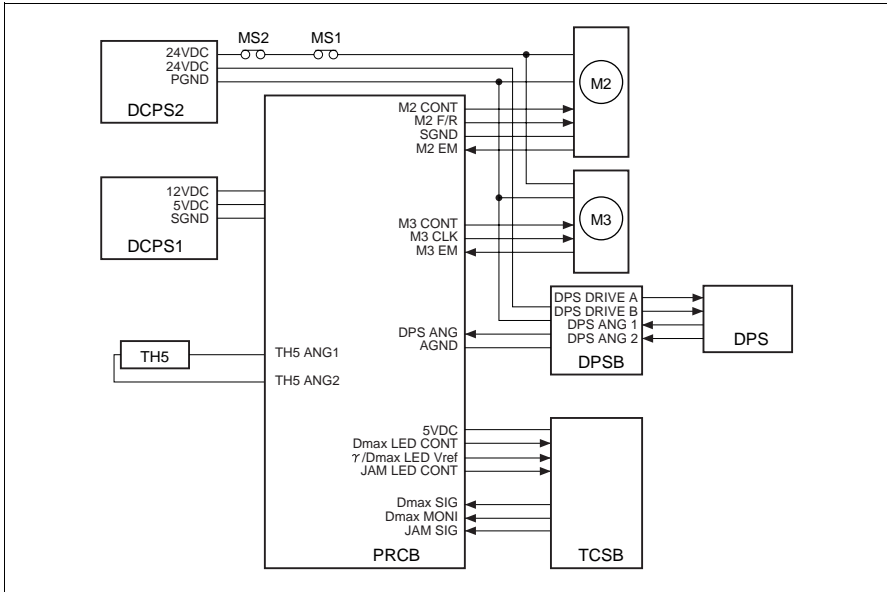 MS2 MS1
24VDC
24VDC
PGND
DCPS2
M2
M2 CONT
M2 F/R
SGND
M2 EM
12VDC
5VDC
SGND
DCPS1
M3
M3 CONT
M3 CLK
M3 EM
DPS DRIVE A
DPS DRIVE B
DPS ANG 1
DPS ANG 2
DPSB
DPS
DPS ANG
AGND
TH5
TH5 ANG1
TH5 ANG2
5VDC
Dmax LED CONT
γ/Dmax LED Vref
JAM LED CONT
Dmax SIG
Dmax MONI
JAM SIG
PRCB
TCSB